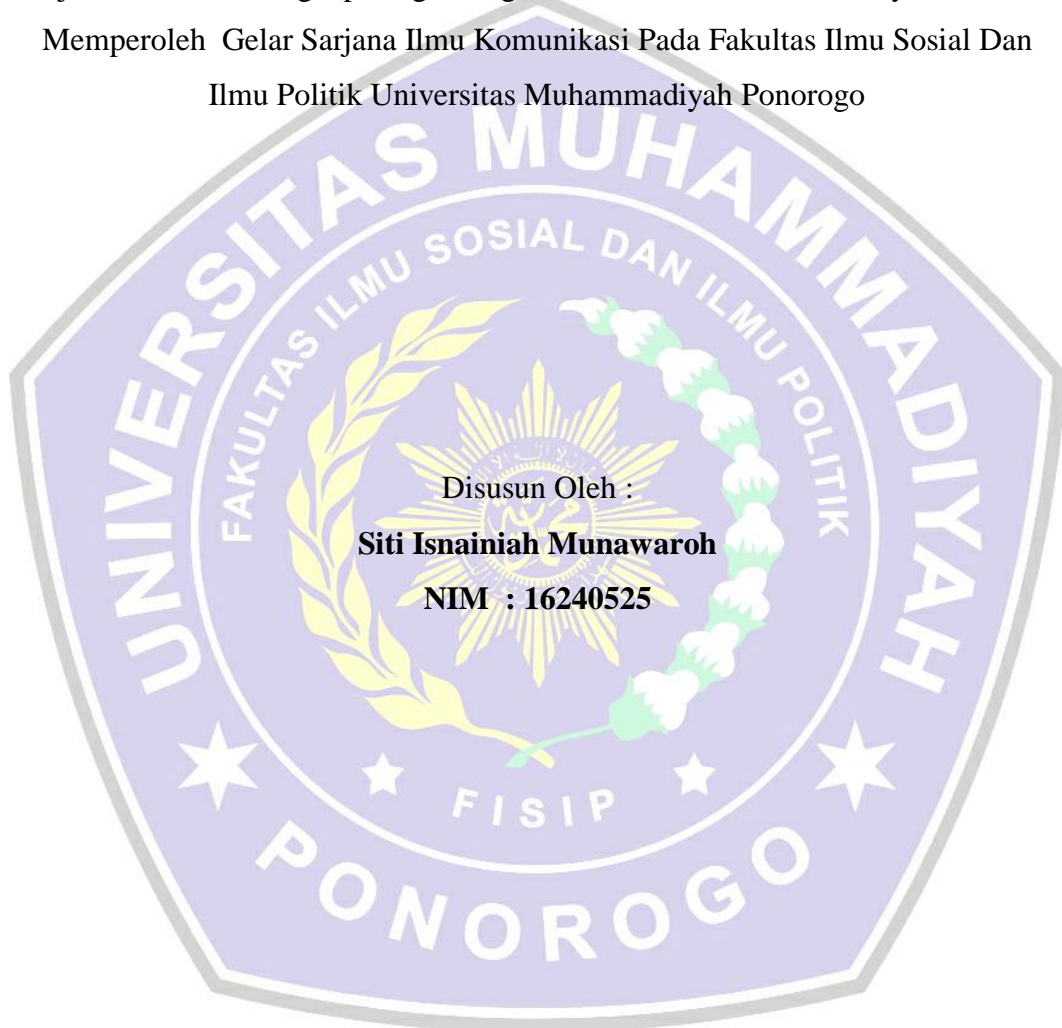 Memperoleh Gelar Sarjana Ilmu Komunikasi Pada Fakultas Ilmu Sosial Dan
Ilmu Politik Universitas Muhammadiyah Ponorogo
UNIVERSITAS MUHAMMADIYAH
FAKULTAS ILMU SOSIAL DAN ILMU POLITIK
Disusun Oleh :
Siti Isnainiah Munawaroh
NIM : 16240525
FISIP
PONOROGO